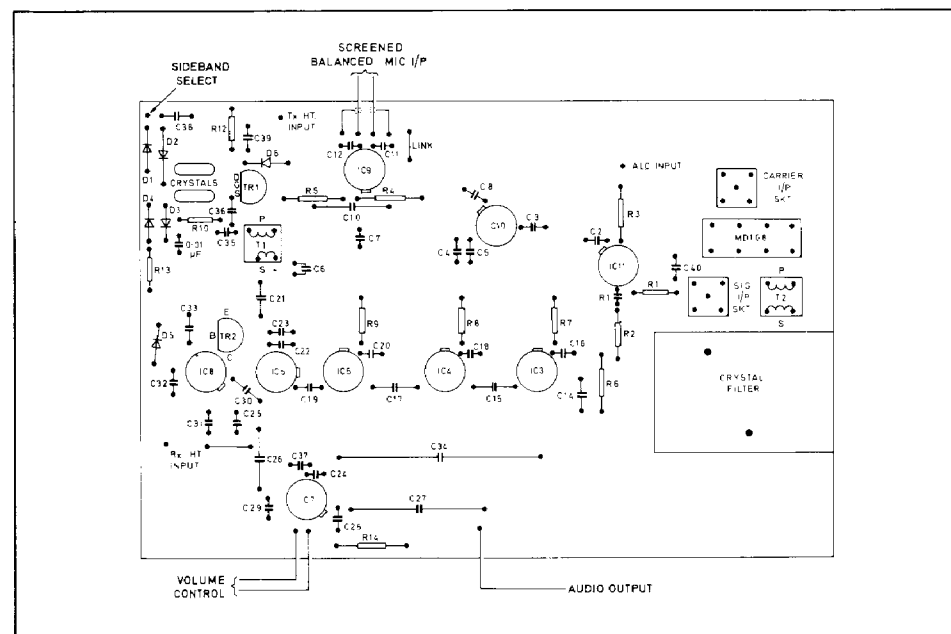 SCREENED
BALANCED MIC I/P
SIDEBAND
SELECT
C38
D2
D1
R12
C39
Tx HT.
INPUT
D6
C12
C11
LINK
IC9
ALC INPUT
CARRIER
I/P
SKT
CRYSTALS
TR1
R5
R4
C10
C8
C3
R3
D4
D3
R10
C36
C35
0·01
µF
P
T1
S
C7
C4
C5
C2
IC11
MD108
R13
C6
R1
R1
C40
SIG
I/P
SKT
P
T2
S
C21
C33
D5
E
B
TR2
C
C23
C22
R9
C20
R8
C18
R7
C16
R2
IC8
IC5
IC6
IC4
IC3
C32
C30
C19
C17
C15
C14
R6
CRYSTAL
FILTER
C31
C25
Rx HT
INPUT
C26
C37
C24
C34
C29
C27
R14
VOLUME
CONTROL
AUDIO OUTPUT